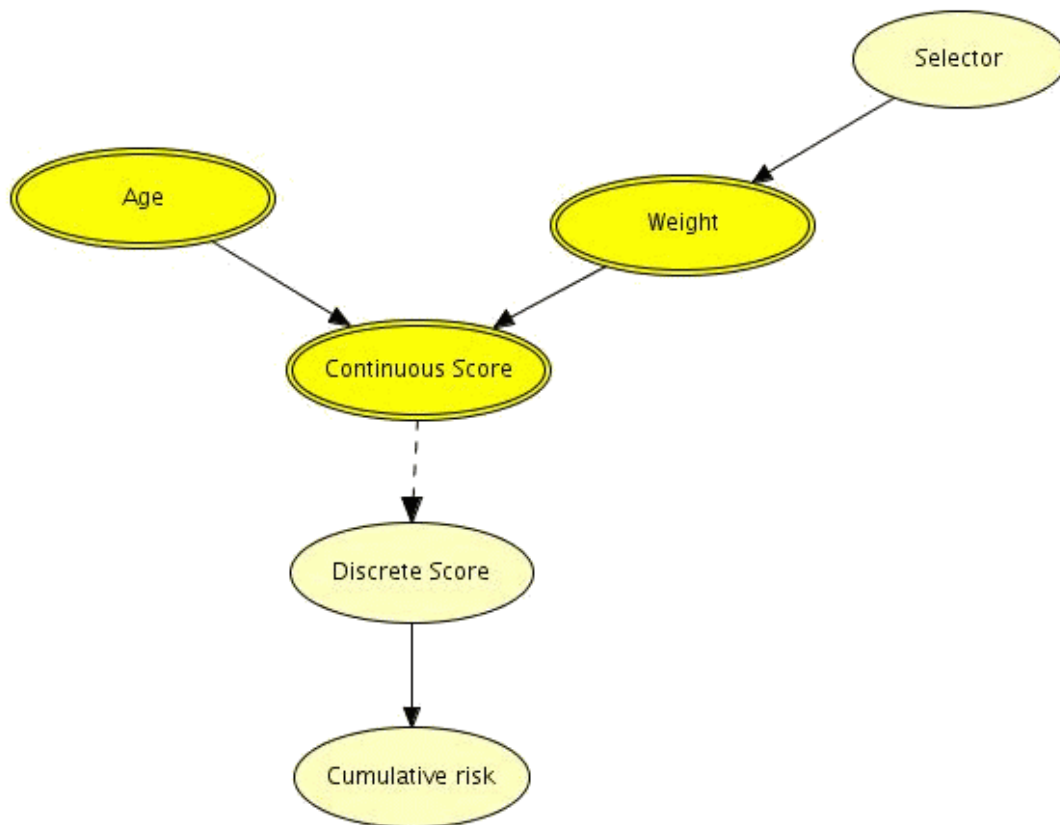 Selector
Age
Weight
Continuous Score
Discrete Score
Cumulative risk